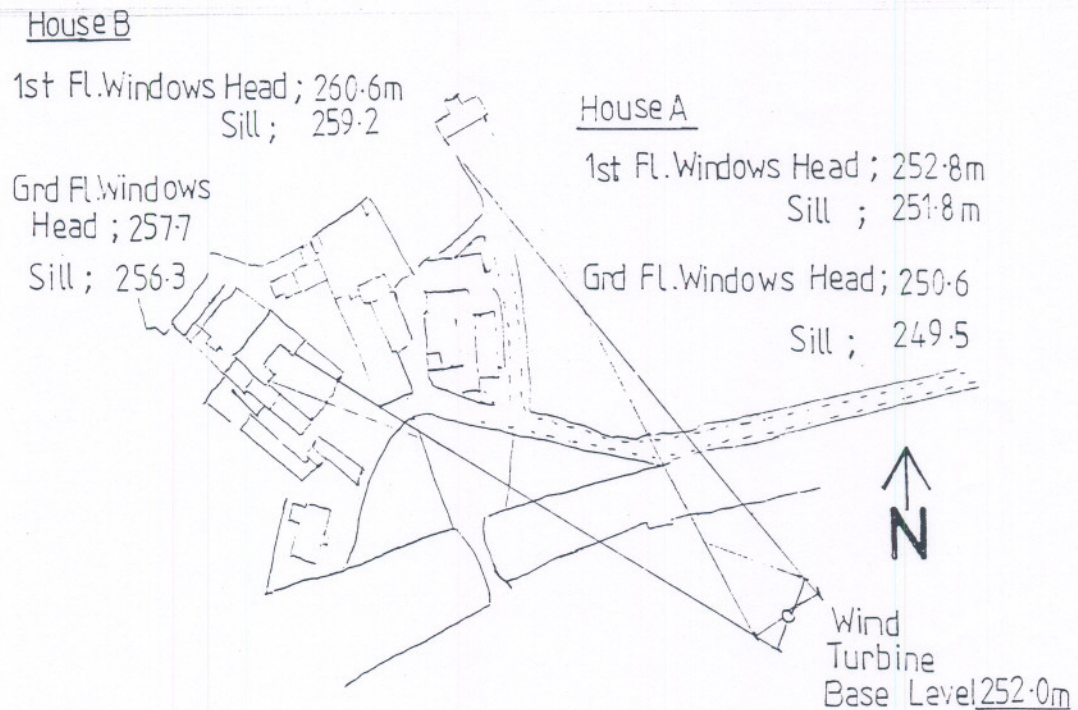 House B
1st Fl.Windows Head ; 260·6m
Sill ; 259·2
Grd Fl.Windows
Head ; 257·7
Sill ; 256·3
House A
1st Fl.Windows Head ; 252·8m
Sill ; 251·8m
Grd Fl.Windows Head; 250·6
Sill ; 249·5
N
Wind
Turbine
Base Level 252·0m